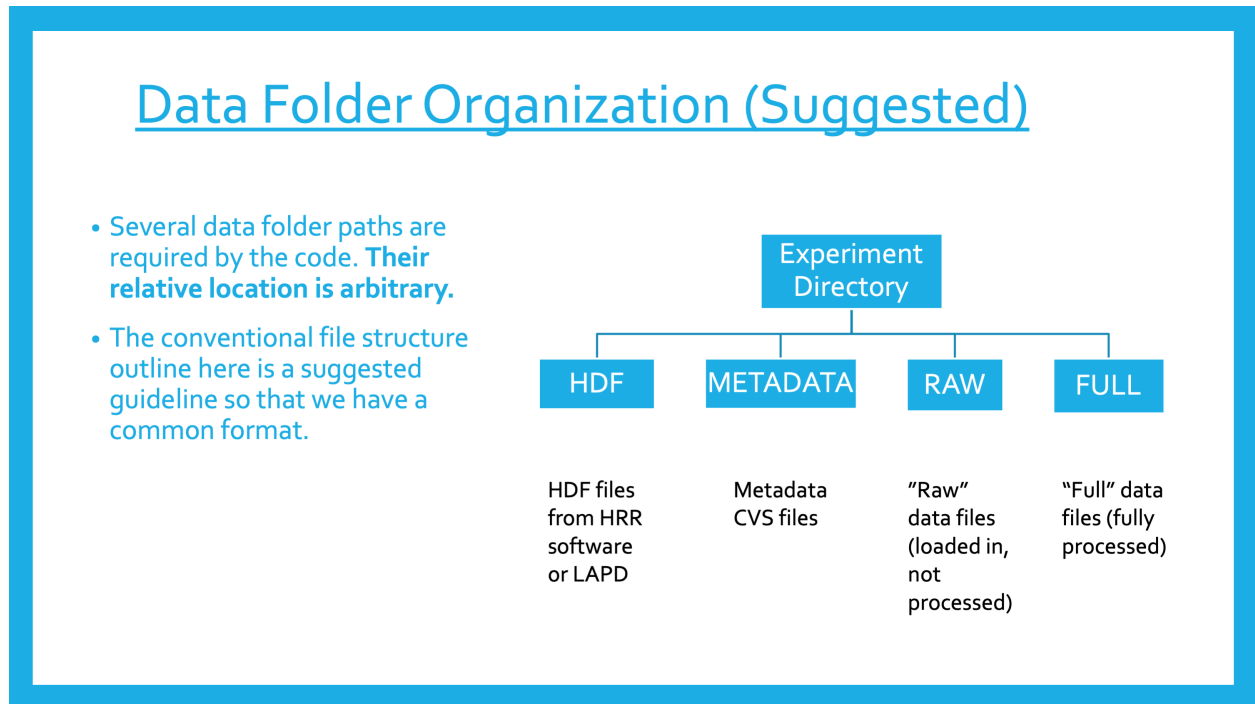 Data Folder Organization (Suggested)
• Several data folder paths are
required by the code. Their
relative location is arbitrary.
• The conventional file structure
outline here is a suggested
guideline so that we have a
common format.
Experiment
Directory
HDF
METADATA
RAW
FULL
HDF files
from HRR
software
or LAPD
Metadata
CVS files
”Raw”
data files
(loaded in,
not
processed)
“Full” data
files (fully
processed)